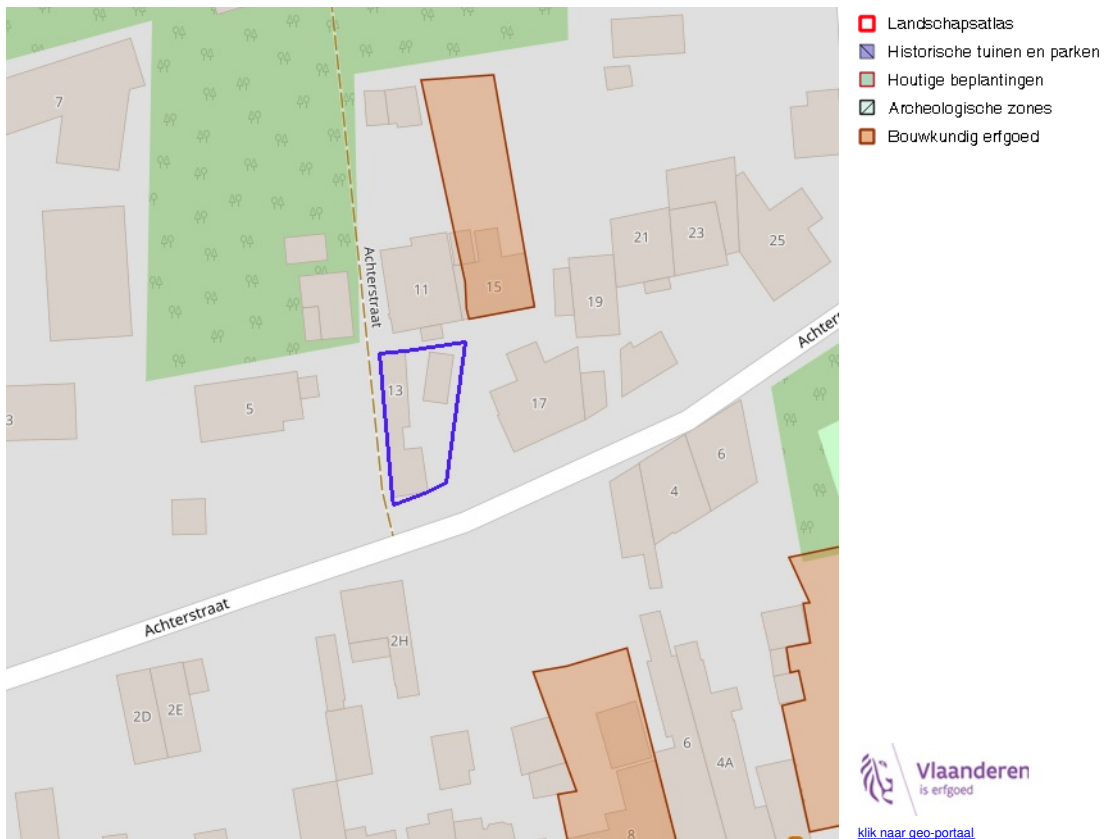 Landschapsatlas
Historische tuinen en parken
Houtige beplantingen
Archeologische zones
Bouwkundig erfgoed
7
Achterstraat
11
15
21
23
25
19
13
17
5
3
Achter
6
4
Achterstraat
2H
2D
2E
6
4A
8
Vlaanderen
is erfgoed
klik naar geo-portaal